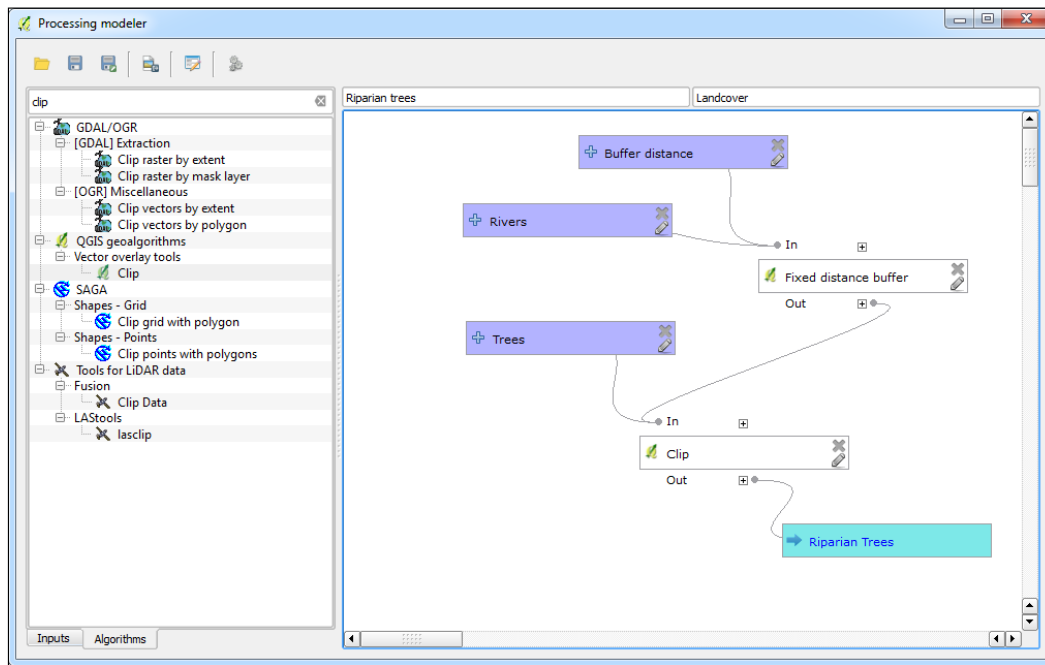 Processing modeler
clip
GDAL/OGR
[GDAL] Extraction
Clip raster by extent
Clip raster by mask layer
[OGR] Miscellaneous
Clip vectors by extent
Clip vectors by polygon
QGIS geoalgorithms
Vector overlay tools
Clip
SAGA
Shapes - Grid
Clip grid with polygon
Shapes - Points
Clip points with polygons
Tools for LiDAR data
Fusion
Clip Data
LAStools
lasclip
Inputs
Algorithms
Riparian trees
Landcover
Buffer distance
Rivers
In
Fixed distance buffer
Out
Trees
In
Clip
Out
Riparian Trees